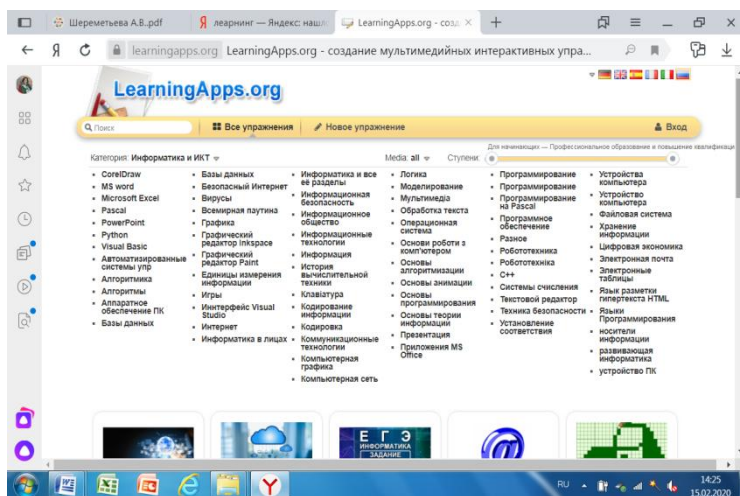 Шереметьева А.В..pdf
леарнинг — Яндекс: нашл
LearningApps.org - созд
learningapps.org LearningApps.org - создание мультимедийных интерактивных упра...
LearningApps.org
Поиск
Все упражнения
Новое упражнение
Вход
Для начинающих — Профессиональное образование и повышение квалификаци
Категория: Информатика и ИКТ
Media: all
Ступени:
CorelDraw
MS word
Microsoft Excel
Pascal
PowerPoint
Python
Visual Basic
Автоматизированные
системы упр
Алгоритмика
Алгоритмы
Аппаратное
обеспечение ПК
Базы данных
Базы данных
Безопасный Интернет
Вирусы
Всемирная паутина
Графика
Графический
редактор Inkspace
Графический
редактор Paint
Единицы измерения
информации
Игры
Иннтерфейс Visual
Studio
Интернет
Информатика в лицах
Информатика и все
её разделы
Информационная
безопасность
Информационное
общество
Информационные
технологии
Информация
История
вычислительной
техники
Клавиатура
Кодирование
информации
Кодировка
Коммуникационные
технологии
Компьютерная
графика
Компьютерная сеть
Логика
Моделирование
Мультимедіа
Обработка текста
Операционная
система
Основи роботи з
комп'ютером
Основы
алгоритмизации
Основы анимации
Основы
программирования
Основы теории
информации
Презентация
Приложения MS
Office
Программирование
Программирование
Программирование
на Pascal
Программное
обеспечение
Разное
Робототехника
Робототехніка
С++
Системы счисления
Текстовой редактор
Техника безопасности
Установление
соответствия
Устройства
компьютера
Устройство
компьютера
Файловая система
Хранение
информации
Цифровая экономика
Электронная почта
Электронные
таблицы
Язык разметки
гипертекста HTML
Языки
Программирования
носители
информации
развивающая
информатика
устройство ПК
ЕГЭ
ИНФОРМАТИКА
ЗАДАНИЕ
RU
14:25
15.02.2020